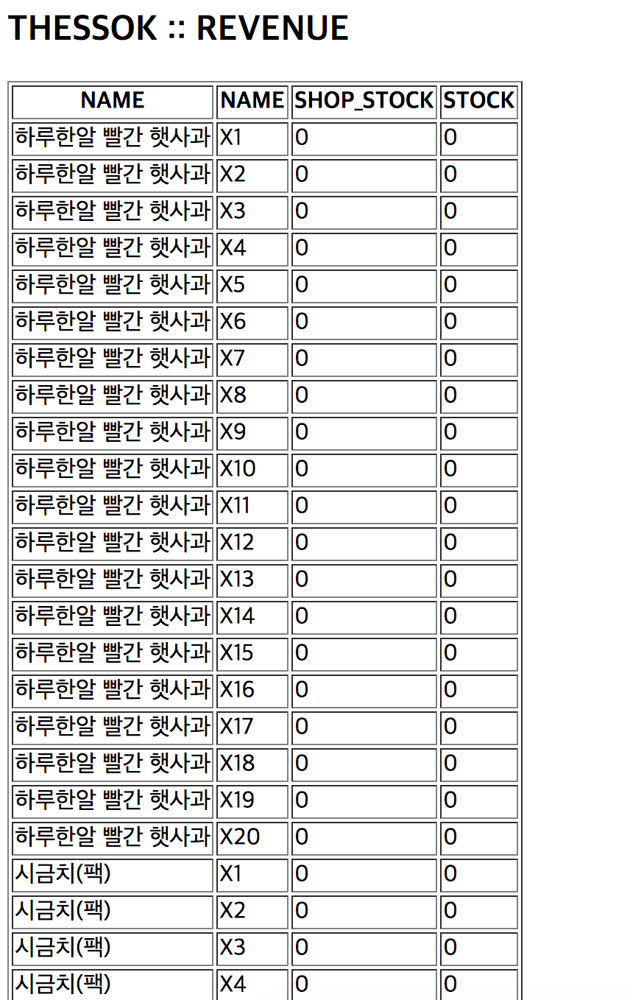 THESSOK :: REVENUE
NAME NAME SHOP_STOCK STOCK
하루한알 빨간 햇사과 X1 0 0
하루한알 빨간 햇사과 X2 0 0
하루한알 빨간 햇사과 X3 0 0
하루한알 빨간 햇사과 X4 0 0
하루한알 빨간 햇사과 X5 0 0
하루한알 빨간 햇사과 X6 0 0
하루한알 빨간 햇사과 X7 0 0
하루한알 빨간 햇사과 X8 0 0
하루한알 빨간 햇사과 X9 0 0
하루한알 빨간 햇사과 X10 0 0
하루한알 빨간 햇사과 X11 0 0
하루한알 빨간 햇사과 X12 0 0
하루한알 빨간 햇사과 X13 0 0
하루한알 빨간 햇사과 X14 0 0
하루한알 빨간 햇사과 X15 0 0
하루한알 빨간 햇사과 X16 0 0
하루한알 빨간 햇사과 X17 0 0
하루한알 빨간 햇사과 X18 0 0
하루한알 빨간 햇사과 X19 0 0
하루한알 빨간 햇사과 X20 0 0
시금치(팩) X1 0 0
시금치(팩) X2 0 0
시금치(팩) X3 0 0
시금치(팩) X4 0 0